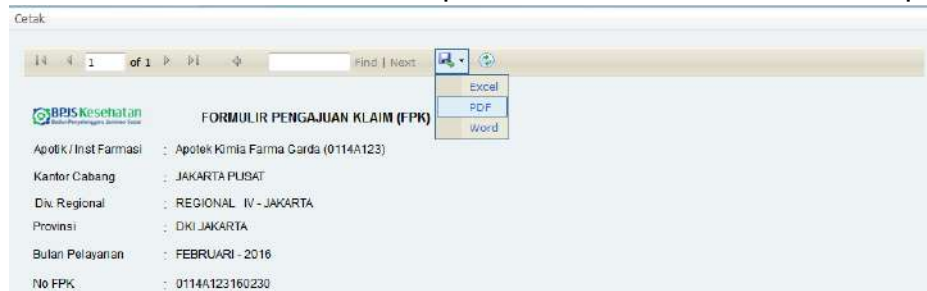 Cetak
1 of 1 Find | Next
Excel
PDF
Word
BPJS Kesehatan
FORMULIR PENGAJUAN KLAIM (FPK)
Apotik / Inst Farmasi : Apotek Kimia Farma Garda (0114A123)
Kantor Cabang : JAKARTA PUSAT
Div. Regional : REGIONAL IV - JAKARTA
Provinsi : DKI JAKARTA
Bulan Pelayanan : FEBRUARI - 2016
No FPK : 0114A123160230